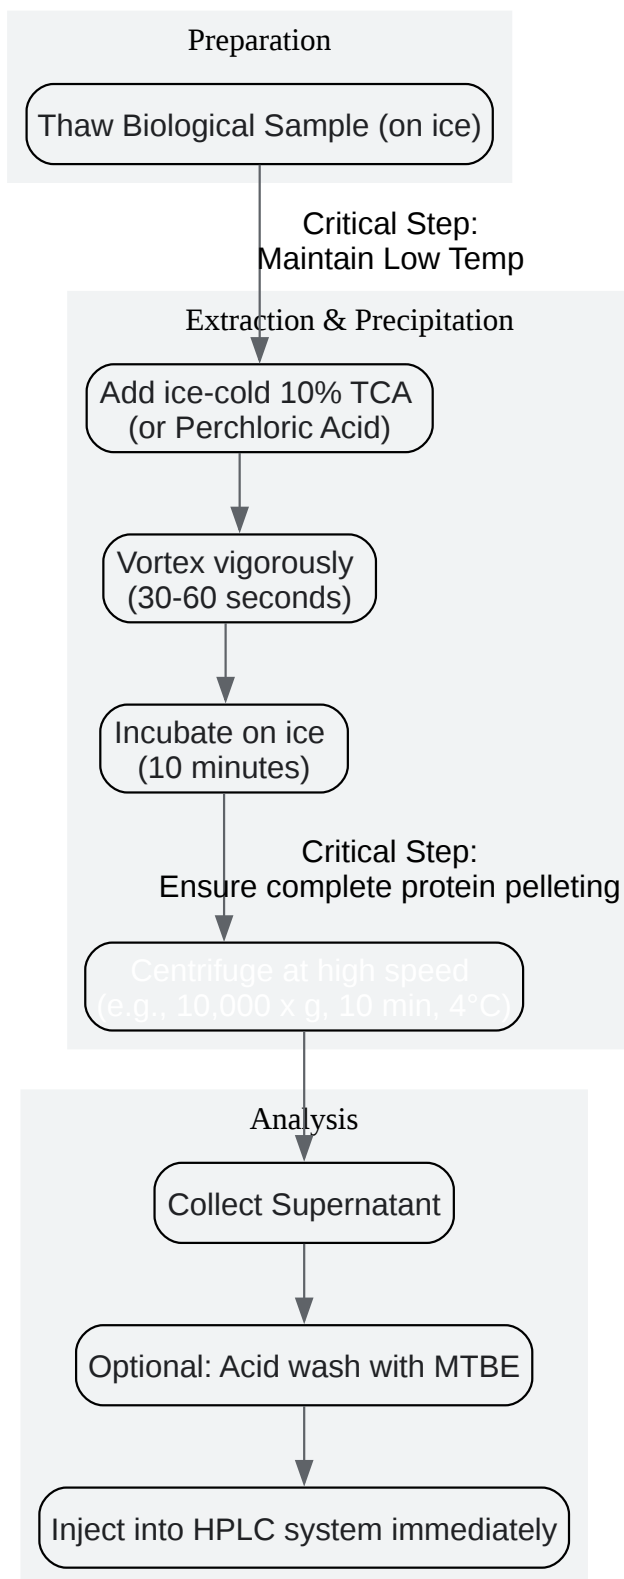 Preparation
Thaw Biological Sample (on ice)
Critical Step:
Maintain Low Temp
Extraction & Precipitation
Add ice-cold 10% TCA
(or Perchloric Acid)
Vortex vigorously
(30-60 seconds)
Incubate on ice
(10 minutes)
Critical Step:
Ensure complete protein pelleting
Centrifuge at high speed
(e.g., 10,000 x g, 10 min, 4°C)
Analysis
Collect Supernatant
Optional: Acid wash with MTBE
Inject into HPLC system immediately